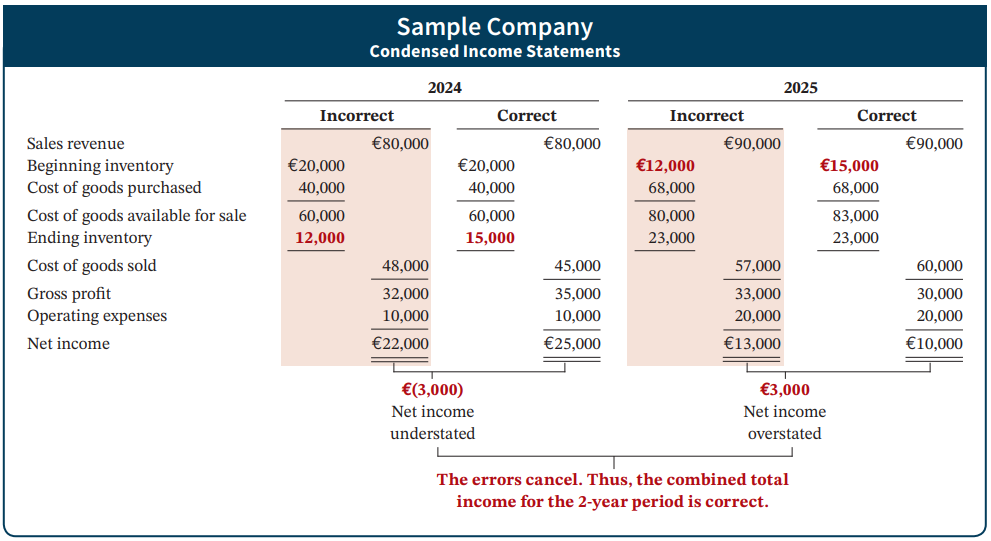 Sample Company
Condensed Income Statements
2024 2025
Incorrect Correct Incorrect Correct
Sales revenue €80,000 €80,000 €90,000 €90,000
Beginning inventory €20,000 €20,000 €12,000 €15,000
Cost of goods purchased 40,000 40,000 68,000 68,000
Cost of goods available for sale 60,000 60,000 80,000 83,000
Ending inventory 12,000 15,000 23,000 23,000
Cost of goods sold 48,000 45,000 57,000 60,000
Gross profit 32,000 35,000 33,000 30,000
Operating expenses 10,000 10,000 20,000 20,000
Net income €22,000 €25,000 €13,000 €10,000
€(3,000) €3,000
Net income Net income
understated overstated
The errors cancel. Thus, the combined total
income for the 2-year period is correct.